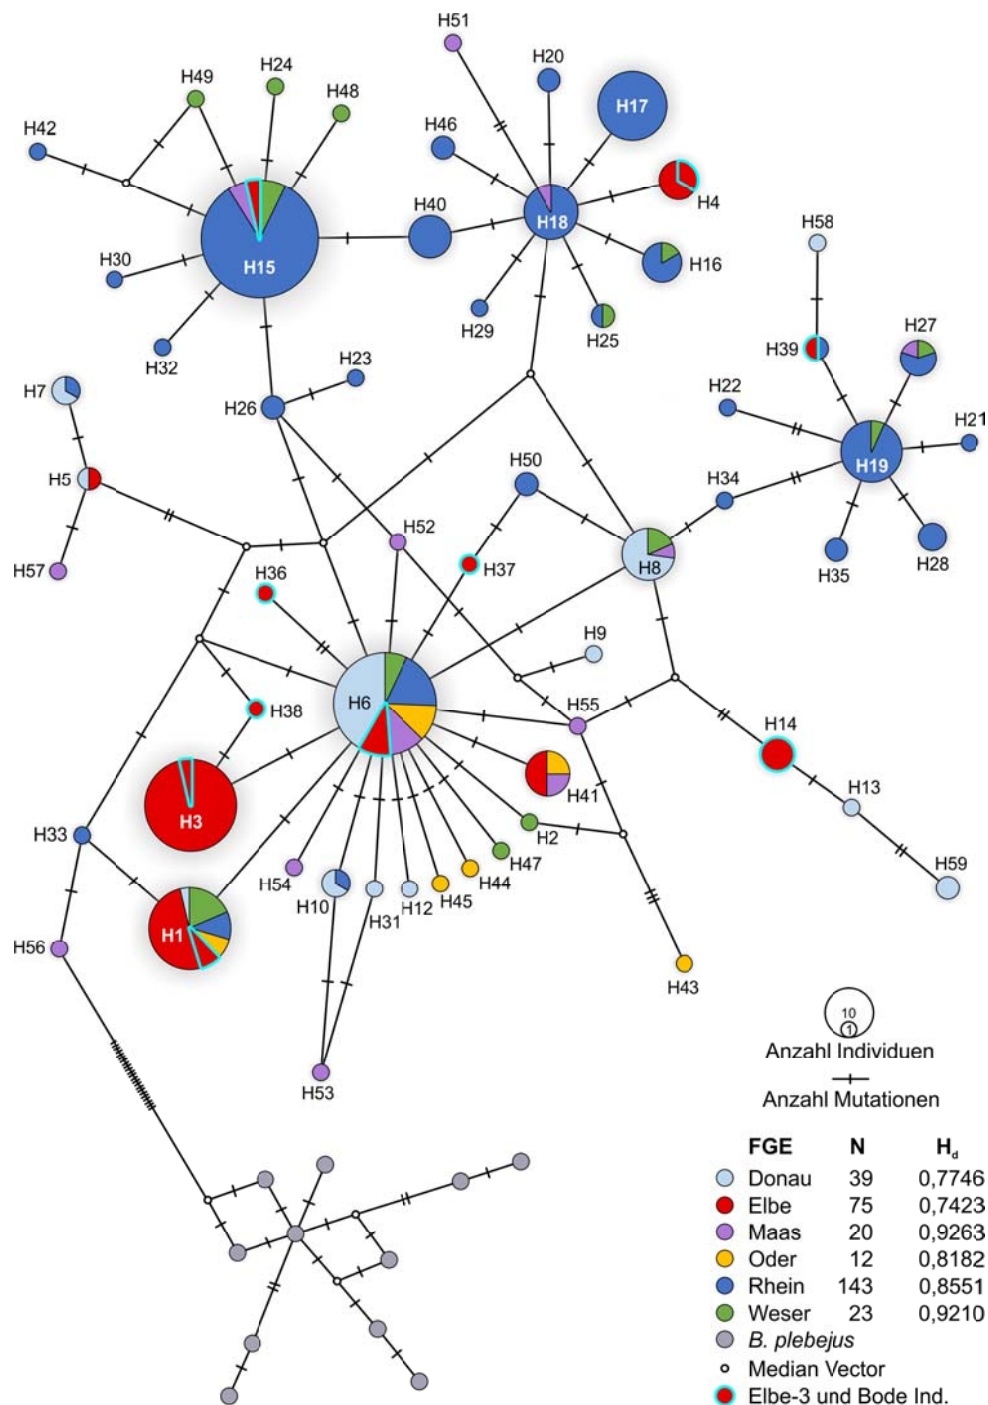 H51
H20
H24
H49
H17
H48
H46
H42
H4
H18
H40
H58
H15
H16
H30
H29
H25
H27
H39
H32
H23
H7
H22
H26
H21
H19
H50
H34
H5
H52
H57
H36
H37
H8
H35
H28
H9
H6
H55
H38
H14
H41
H3
H13
H33
H2
H47
H54
H44
H59
H10
H31
H12
H45
H1
H56
H43
H53
10
1
Anzahl Individuen
Anzahl Mutationen
FGE N Hd
Donau 39 0,7746
Elbe 75 0,7423
Maas 20 0,9263
Oder 12 0,8182
Rhein 143 0,8551
Weser 23 0,9210
B. plebejus
Median Vector
Elbe-3 und Bode Ind.